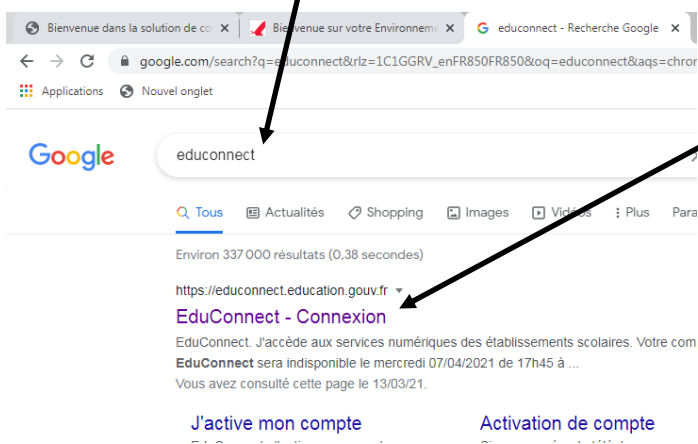 Bienvenue dans la solution de co
Bienvenue sur votre Environneme
educonnect - Recherche Google
google.com/search?q=educonnect&rlz=1C1GGRV_enFR850FR850&oq=educonnect&aqs=chror
Applications Nouvel onglet
Google
educonnect
Tous Actualités Shopping Images Vidéos Plus Para
Environ 337 000 résultats (0,38 secondes)
https://educonnect.education.gouv.fr
EduConnect - Connexion
EduConnect. J'accède aux services numériques des établissements scolaires. Votre com
EduConnect sera indisponible le mercredi 07/04/2021 de 17h45 à ...
Vous avez consulté cette page le 13/03/21.
J'active mon compte Activation de compte